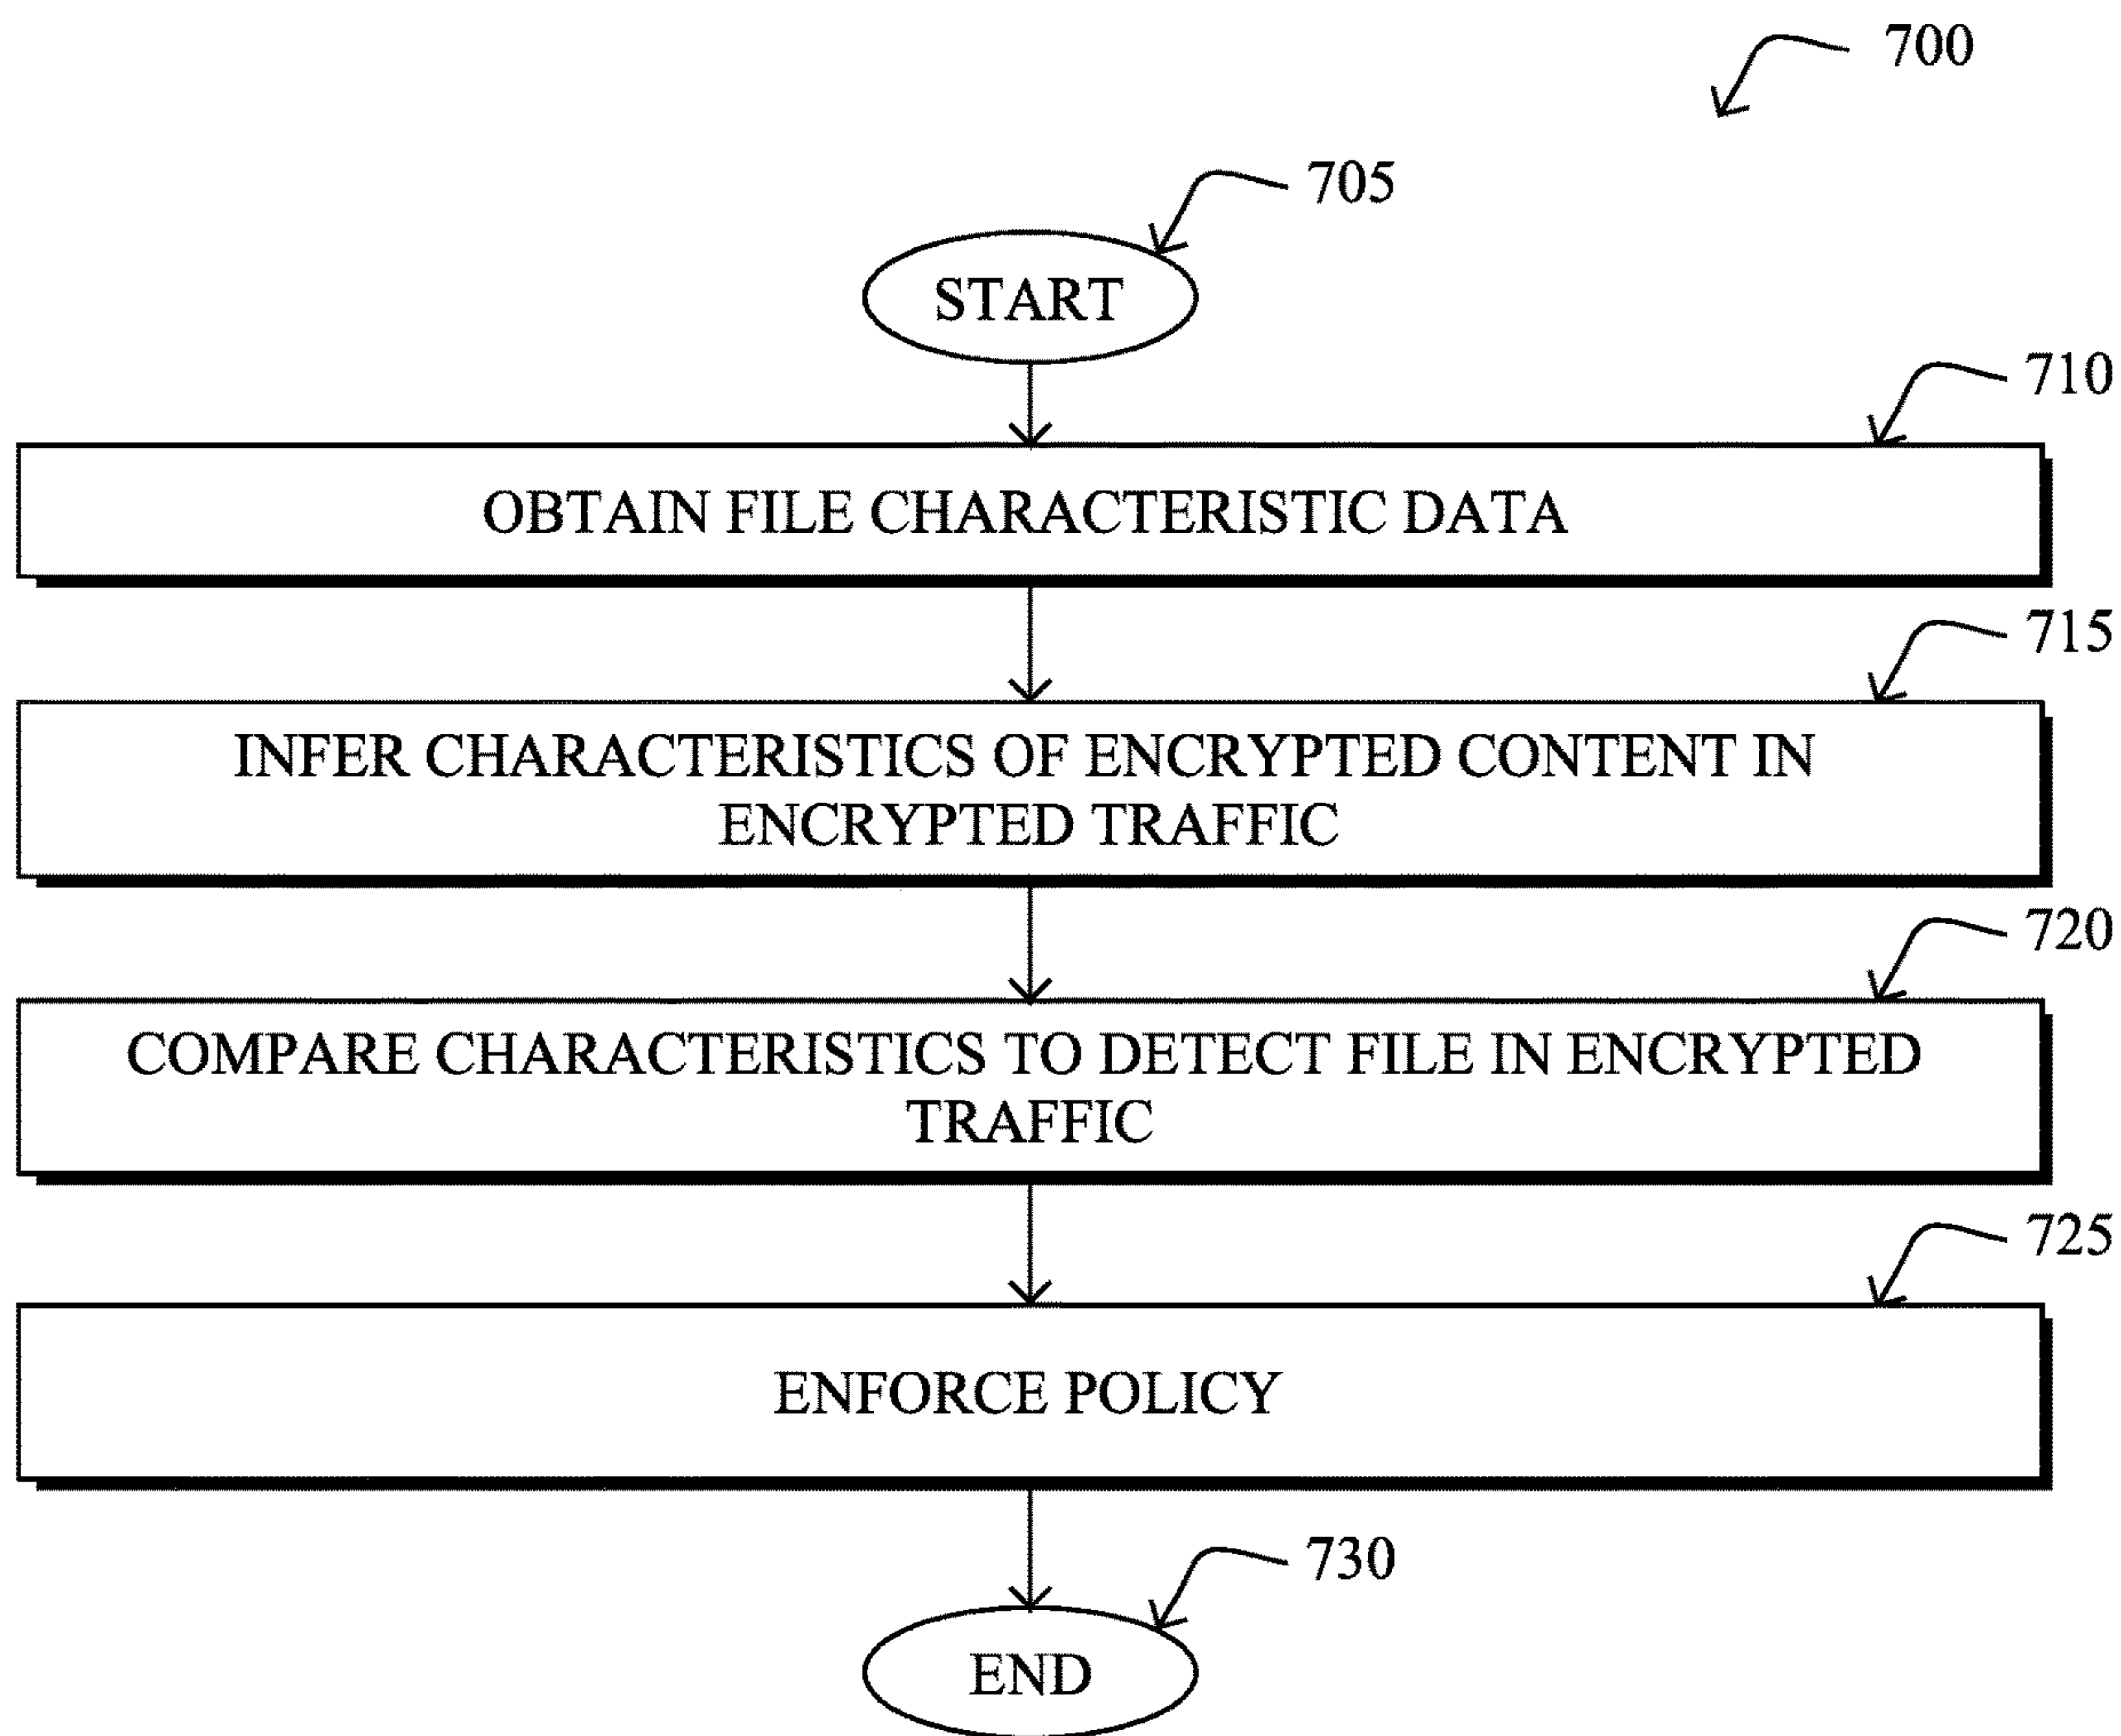 700
705
START
710
OBTAIN FILE CHARACTERISTIC DATA
715
INFER CHARACTERISTICS OF ENCRYPTED CONTENT IN
ENCRYPTED TRAFFIC
720
COMPARE CHARACTERISTICS TO DETECT FILE IN ENCRYPTED
TRAFFIC
725
ENFORCE POLICY
730
END